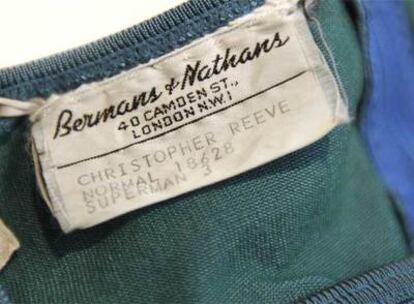 Bermans & Nathans
40 CAMDEN ST.,
LONDON N.W.1
CHRISTOPHER REEVE
NORMAL 18628
SUPERMAN 3